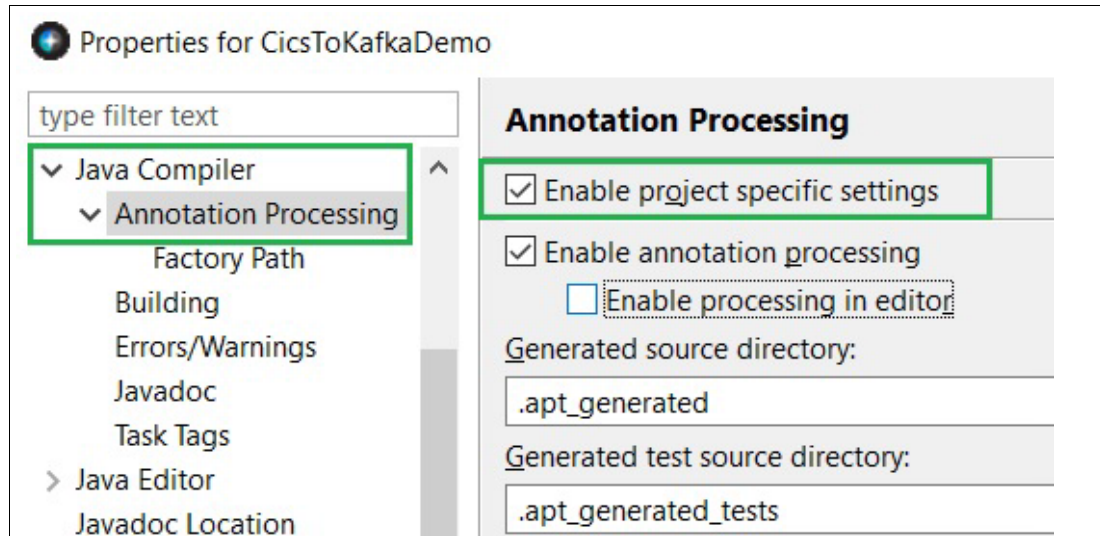 Properties for CicsToKafkaDemo
type filter text
Java Compiler
Annotation Processing
Factory Path
Building
Errors/Warnings
Javadoc
Task Tags
Java Editor
Javadoc Location
Annotation Processing
Enable project specific settings
Enable annotation processing
Enable processing in editor
Generated source directory:
.apt_generated
Generated test source directory:
.apt_generated_tests